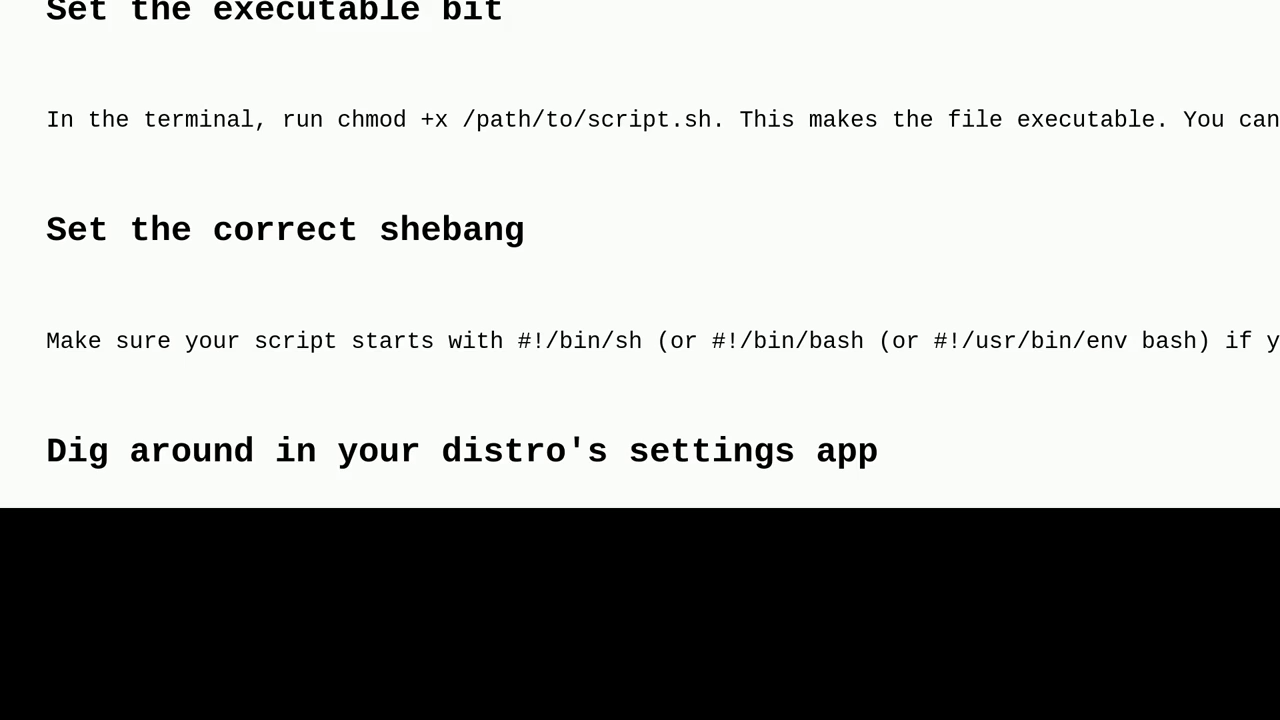 Set the executable bit
In the terminal, run chmod +x /path/to/script.sh. This makes the file executable. You can
Set the correct shebang
Make sure your script starts with #!/bin/sh (or #!/bin/bash (or #!/usr/bin/env bash) if y
Dig around in your distro's settings app